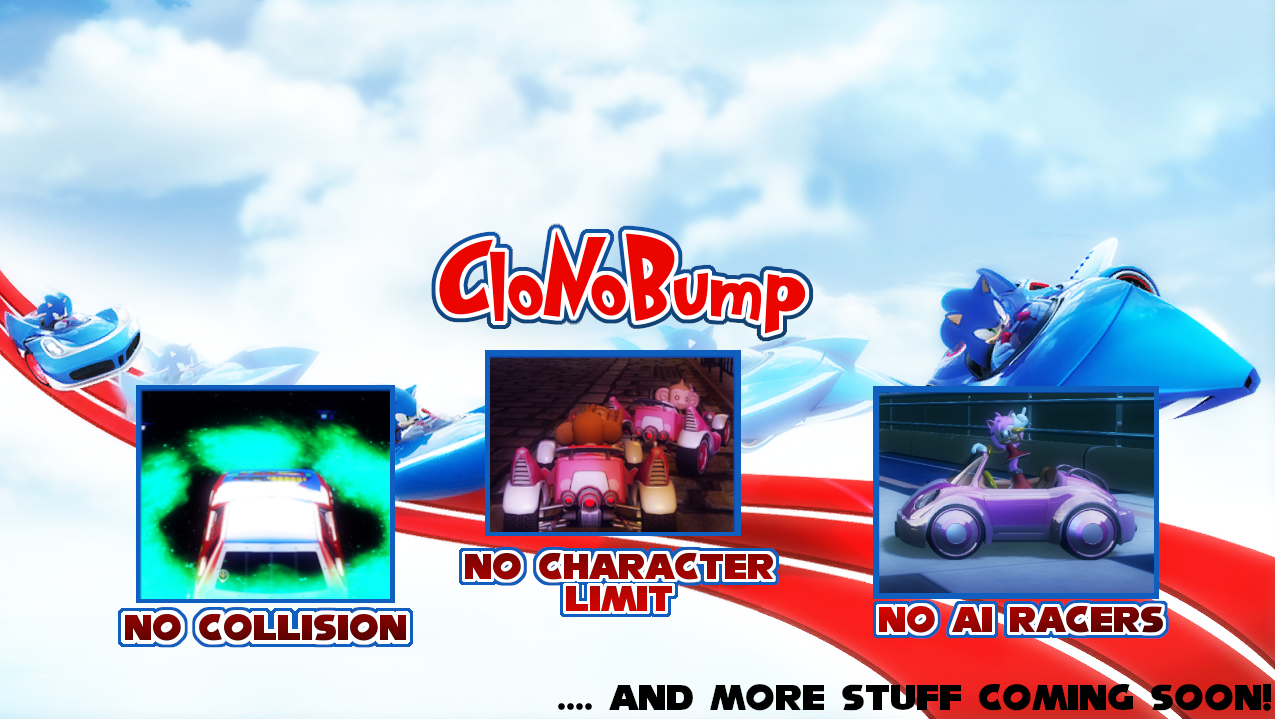 CloNoBump
NO CHARACTER
LIMIT
NO COLLISION
NO AI RACERS
.... AND MORE STUFF COMING SOON!